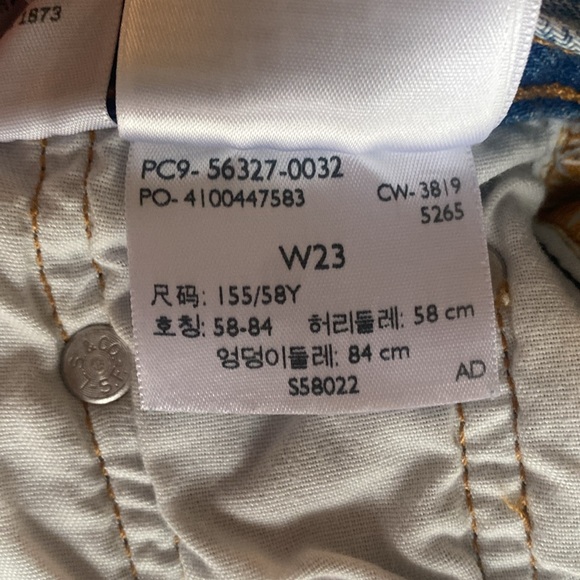 1873
PC9- 56327-0032
PO- 4100447583
CW- 3819
5265
W23
尺码: 155/58Y
호칭: 58-84 허리둘레: 58 cm
엉덩이둘레: 84 cm
S58022
AD
S. & CO.